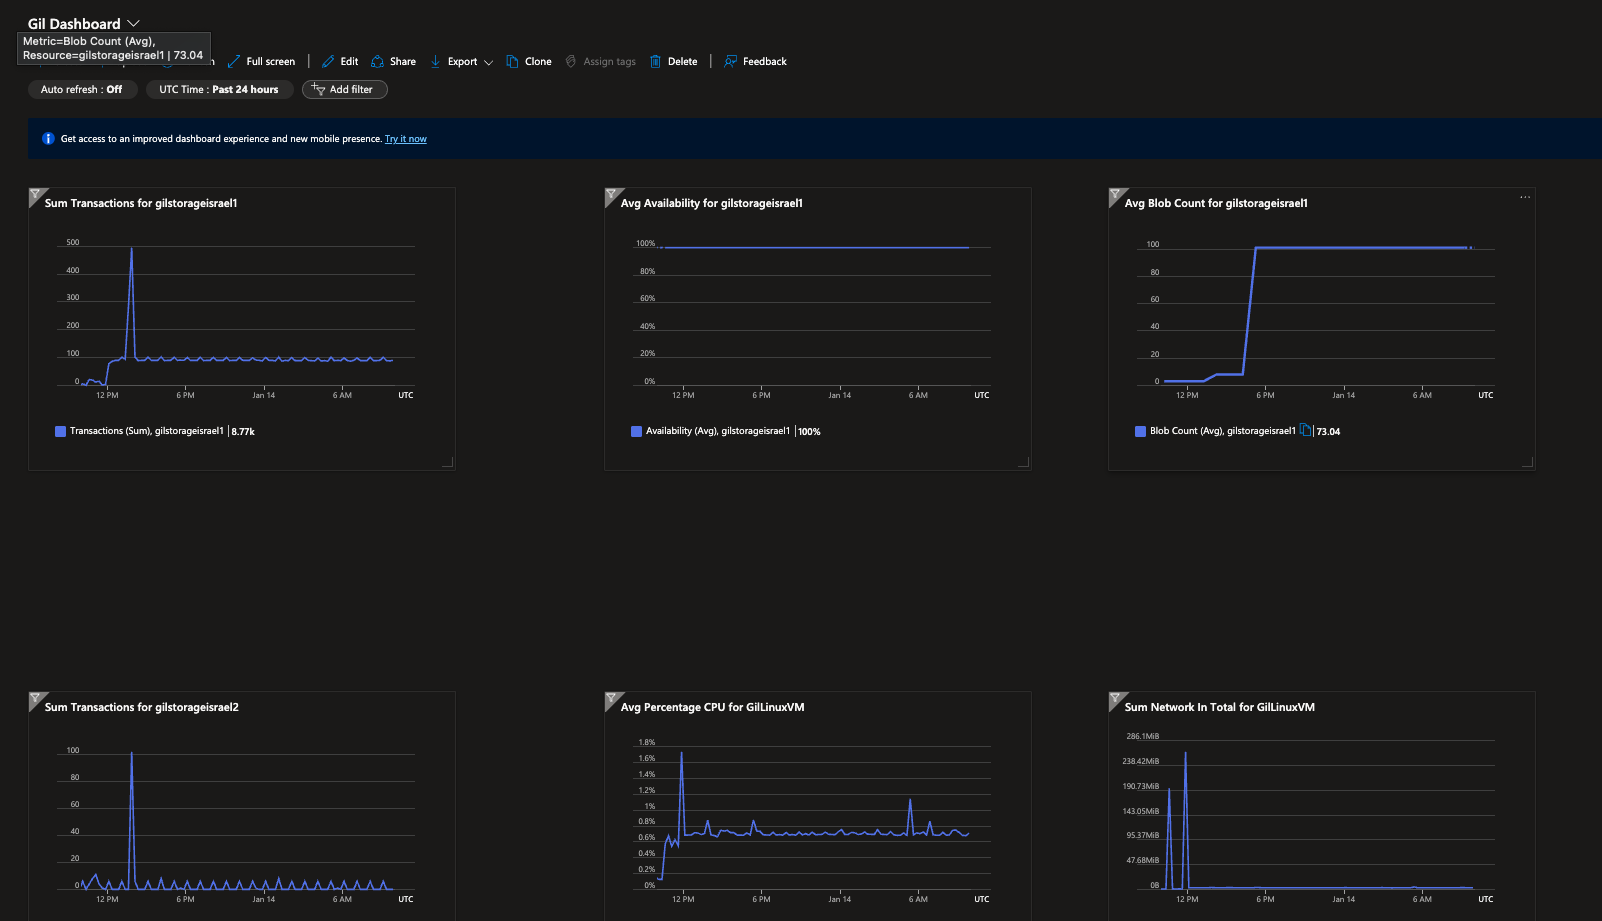 Gil Dashboard
Metric=Blob Count (Avg),
Resource=gilstorageisrael1 | 73.04
Full screen
Edit
Share
Export
Clone
Assign tags
Delete
Feedback
Auto refresh : Off
UTC Time : Past 24 hours
Add filter
Get access to an improved dashboard experience and new mobile presence. Try it now
Sum Transactions for gilstorageisrael1
500
400
300
200
100
0
12 PM
6 PM
Jan 14
6 AM
UTC
Transactions (Sum), gilstorageisrael1 | 8.77k
Avg Availability for gilstorageisrael1
100%
80%
60%
40%
20%
0%
12 PM
6 PM
Jan 14
6 AM
UTC
Availability (Avg), gilstorageisrael1 | 100%
Avg Blob Count for gilstorageisrael1
...
100
80
60
40
20
0
12 PM
6 PM
Jan 14
6 AM
UTC
Blob Count (Avg), gilstorageisrael1 | 73.04
Sum Transactions for gilstorageisrael2
100
80
60
40
20
0
12 PM
6 PM
Jan 14
6 AM
UTC
Avg Percentage CPU for GilLinuxVM
1.8%
1.6%
1.4%
1.2%
1%
0.8%
0.6%
0.4%
0.2%
0%
12 PM
6 PM
Jan 14
6 AM
UTC
Sum Network In Total for GilLinuxVM
286.1MiB
238.42MiB
190.73MiB
143.05MiB
95.37MiB
47.68MiB
0B
12 PM
6 PM
Jan 14
6 AM
UTC